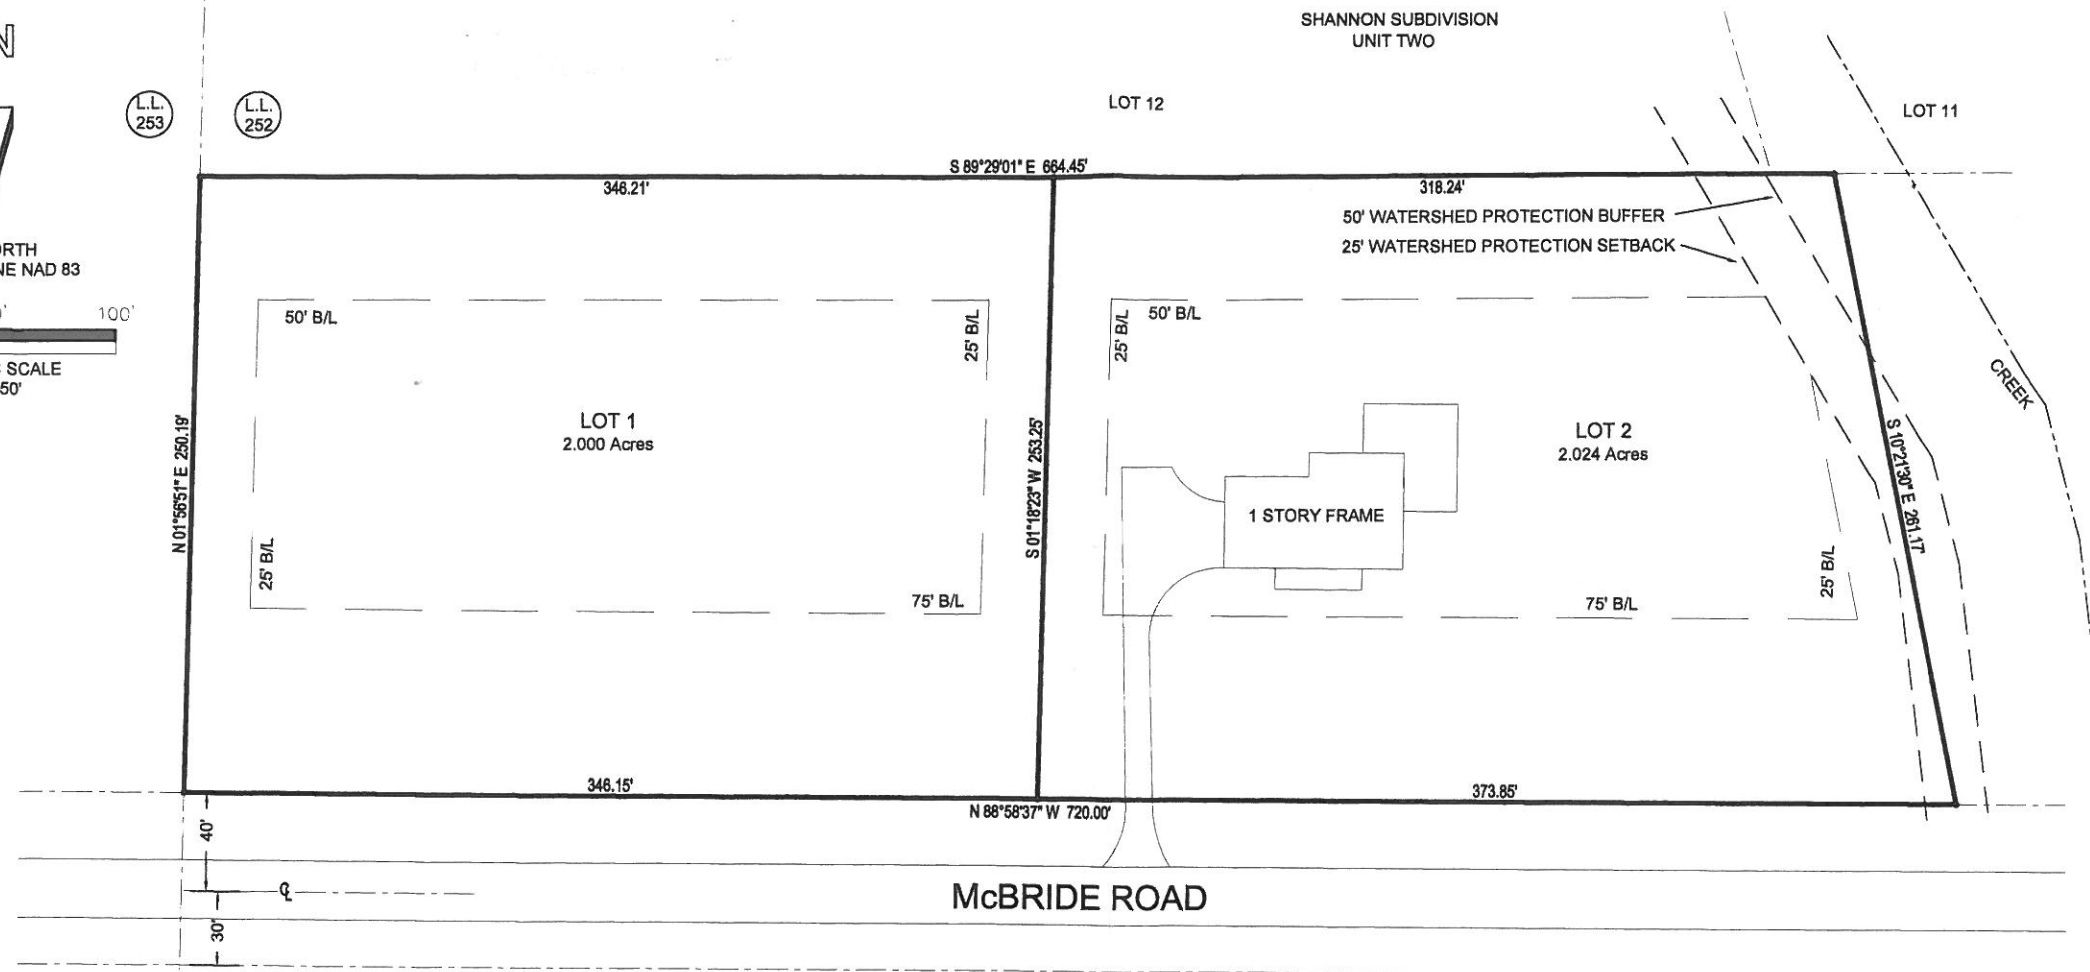 SHANNON SUBDIVISION
UNIT TWO
N
L.L.
253
L.L.
252
LOT 12
LOT 11
S 89°29'01" E 664.45'
346.21'
318.24'
50' WATERSHED PROTECTION BUFFER
25' WATERSHED PROTECTION SETBACK
ORTH
NE NAD 83
100'
SCALE
50'
50' B/L
25' B/L
25' B/L
50' B/L
CREEK
LOT 1
2.000 Acres
LOT 2
2.024 Acres
N 01°56'51" E 250.19'
S 01°18'23" W 253.25'
S 10°21'30" E 261.17'
1 STORY FRAME
25' B/L
75' B/L
75' B/L
25' B/L
346.15'
373.85'
N 88°58'37" W 720.00'
40'
CL
McBRIDE ROAD
30'